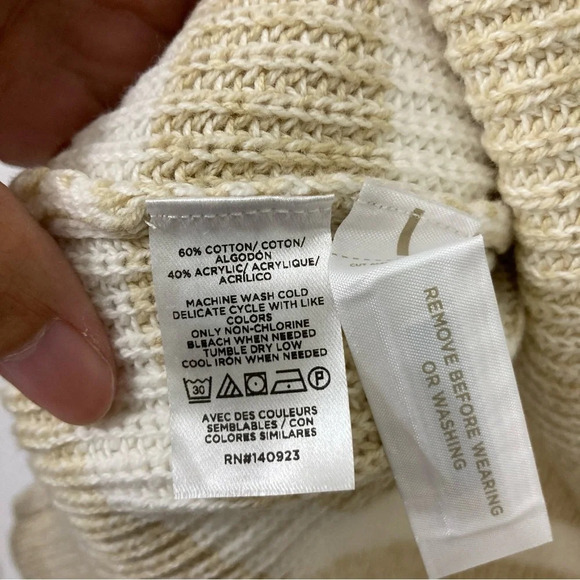 60% COTTON/ COTON/
ALGODÓN
40% ACRYLIC/ ACRYLIQUE/
ACRÍLICO
MACHINE WASH COLD
DELICATE CYCLE WITH LIKE
COLORS
ONLY NON-CHLORINE
BLEACH WHEN NEEDED
TUMBLE DRY LOW
COOL IRON WHEN NEEDED
30 P
AVEC DES COULEURS
SEMBLABLES / CON
COLORES SIMILARES
RN#140923
REMOVE BEFORE WEARING
OR WASHING